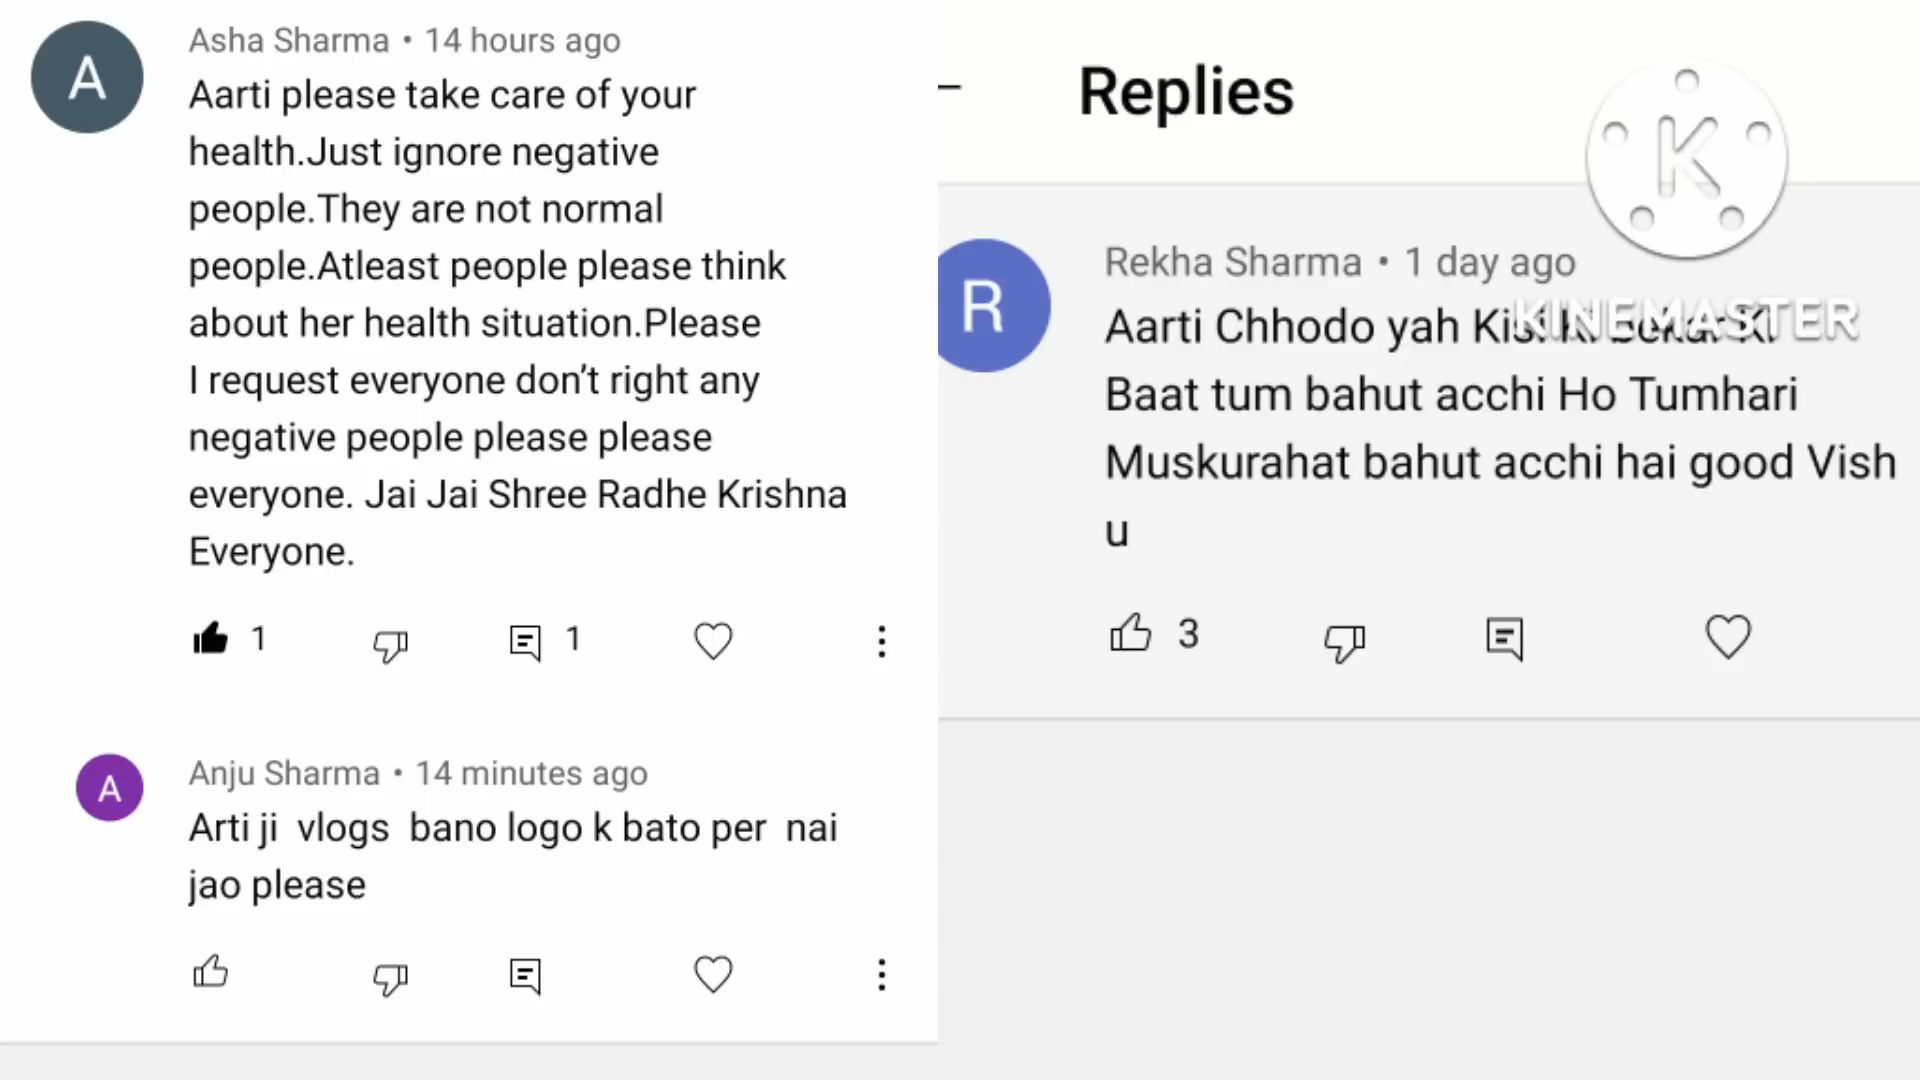 Asha Sharma • 14 hours ago
Aarti please take care of your
health.Just ignore negative
people.They are not normal
people.Atleast people please think
about her health situation.Please
I request everyone don't right any
negative people please please
everyone. Jai Jai Shree Radhe Krishna
Everyone.
1
1
Anju Sharma • 14 minutes ago
Arti ji vlogs bano logo k bato per nai
jao please
Replies
K
KINEMASTER
Rekha Sharma • 1 day ago
Aarti Chhodo yah Kisi Ki bekar Ki
Baat tum bahut acchi Ho Tumhari
Muskurahat bahut acchi hai good Vish
u
3
A
A
R